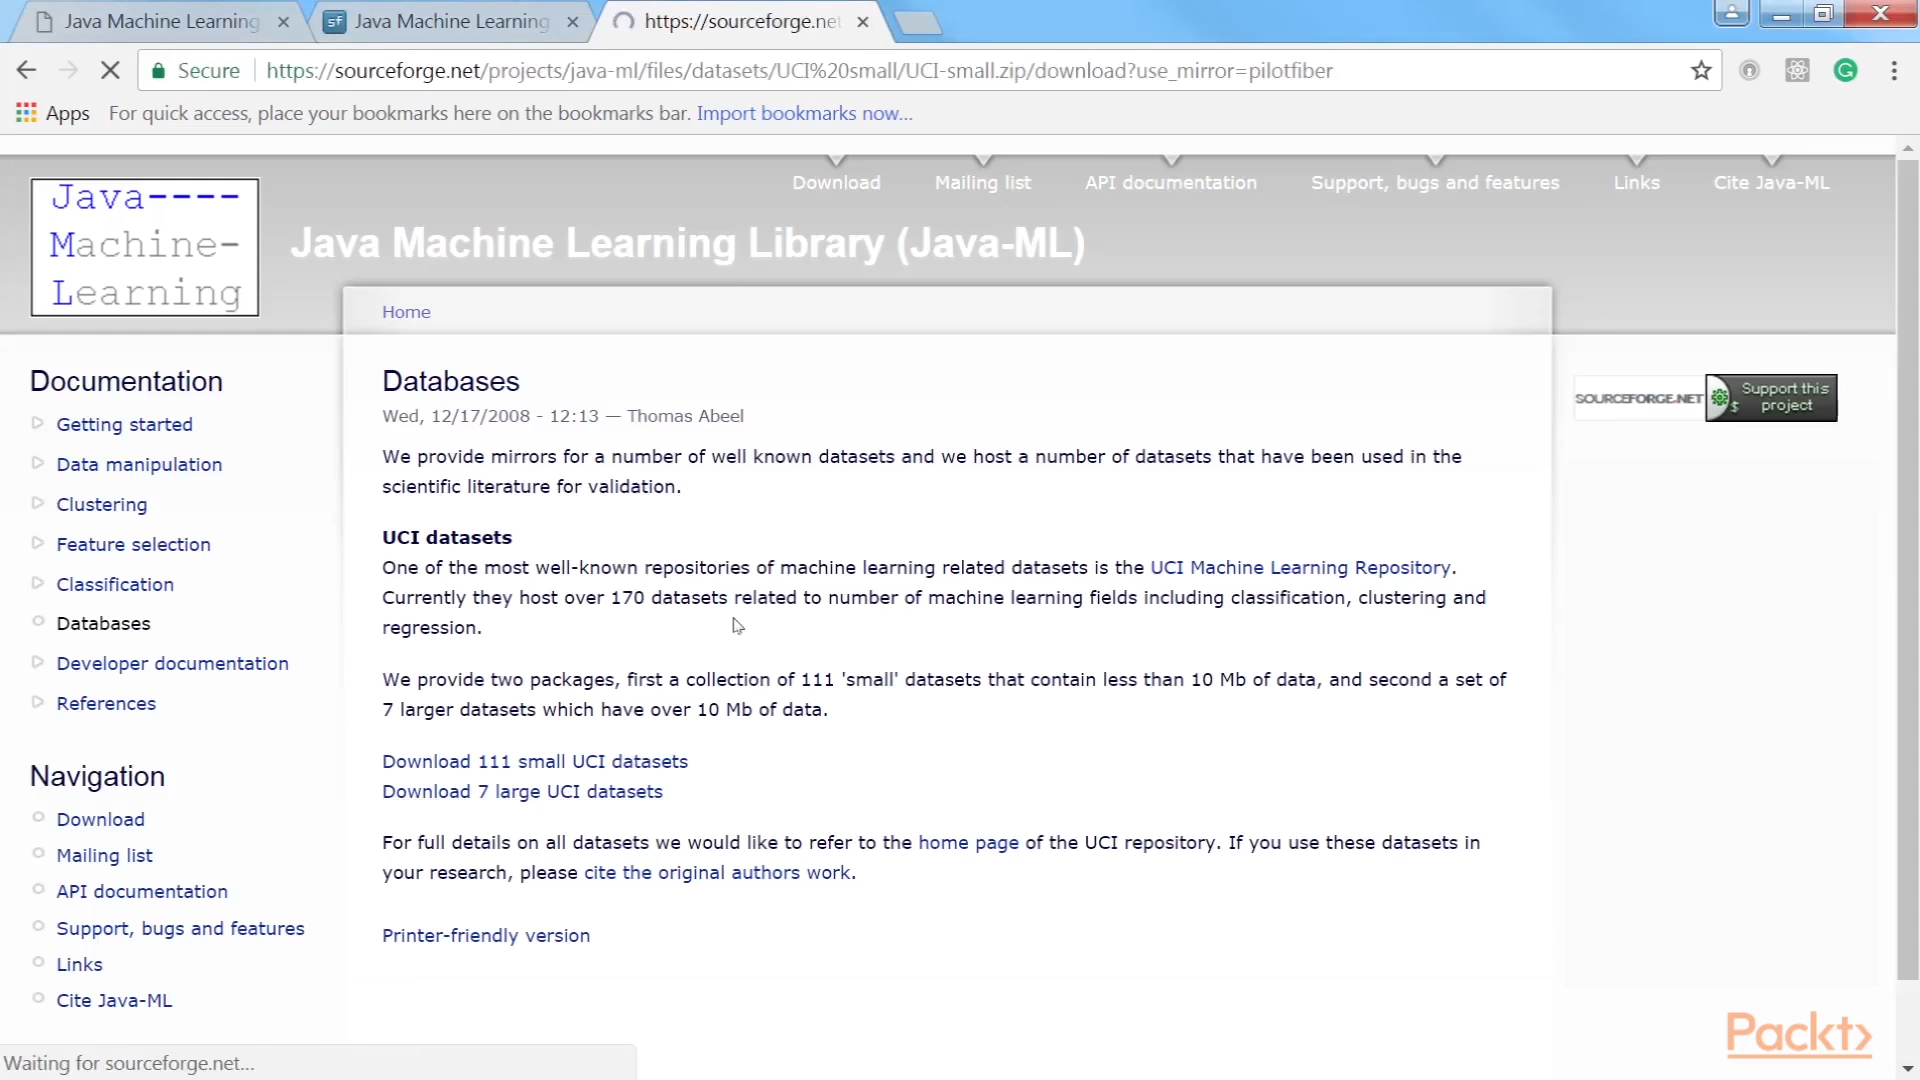 Java Machine Learning
sf Java Machine Learning
https://sourceforge.net
Secure https://sourceforge.net/projects/java-ml/files/datasets/UCI%20small/UCI-small.zip/download?use_mirror=pilotfiber
Apps For quick access, place your bookmarks here on the bookmarks bar. Import bookmarks now...
Download Mailing list API documentation Support, bugs and features Links Cite Java-ML
Java----
Machine-
Learning
Java Machine Learning Library (Java-ML)
Home
Documentation
Getting started
Data manipulation
Clustering
Feature selection
Classification
Databases
Developer documentation
References
Navigation
Download
Mailing list
API documentation
Support, bugs and features
Links
Cite Java-ML
Databases
Wed, 12/17/2008 - 12:13 — Thomas Abeel
We provide mirrors for a number of well known datasets and we host a number of datasets that have been used in the
scientific literature for validation.
UCI datasets
One of the most well-known repositories of machine learning related datasets is the UCI Machine Learning Repository.
Currently they host over 170 datasets related to number of machine learning fields including classification, clustering and
regression.
We provide two packages, first a collection of 111 'small' datasets that contain less than 10 Mb of data, and second a set of
7 larger datasets which have over 10 Mb of data.
Download 111 small UCI datasets
Download 7 large UCI datasets
For full details on all datasets we would like to refer to the home page of the UCI repository. If you use these datasets in
your research, please cite the original authors work.
Printer-friendly version
SOURCEFORGE.NET
$ Support this
project
Waiting for sourceforge.net...
Packt>